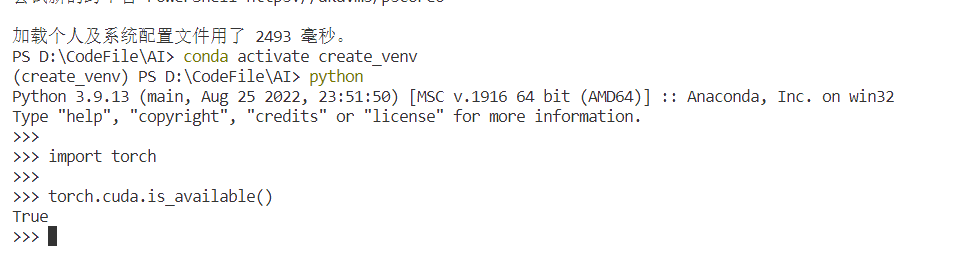 加载个人及系统配置文件用了 2493 毫秒。
PS D:\CodeFile\AI> conda activate create_venv
(create_venv) PS D:\CodeFile\AI> python
Python 3.9.13 (main, Aug 25 2022, 23:51:50) [MSC v.1916 64 bit (AMD64)] :: Anaconda, Inc. on win32
Type "help", "copyright", "credits" or "license" for more information.
>>>
>>> import torch
>>>
>>> torch.cuda.is_available()
True
>>>